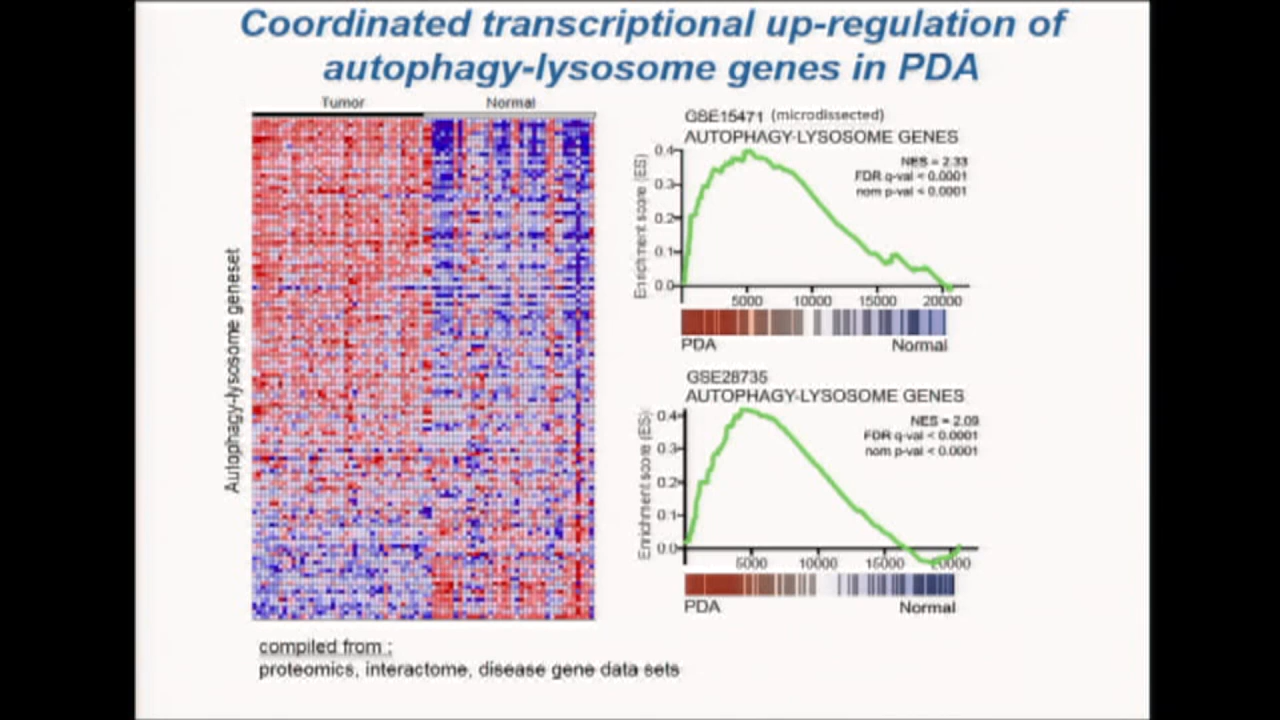 Coordinated transcriptional up-regulation of
autophagy-lysosome genes in PDA
Tumor Normal
Autophagy-lysosome geneset
compiled from :
proteomics, interactome, disease gene data sets
GSE15471 (microdissected)
AUTOPHAGY-LYSOSOME GENES
NES = 2.33
FDR q-val < 0.0001
nom p-val < 0.0001
Enrichment score (ES)
0.4
0.3
0.2
0.1
0.0
5000 10000 15000 20000
PDA Normal
GSE28735
AUTOPHAGY-LYSOSOME GENES
NES = 2.09
FDR q-val < 0.0001
nom p-val < 0.0001
Enrichment score (ES)
0.4
0.3
0.2
0.1
0.0
5000 10000 15000 20000
PDA Normal